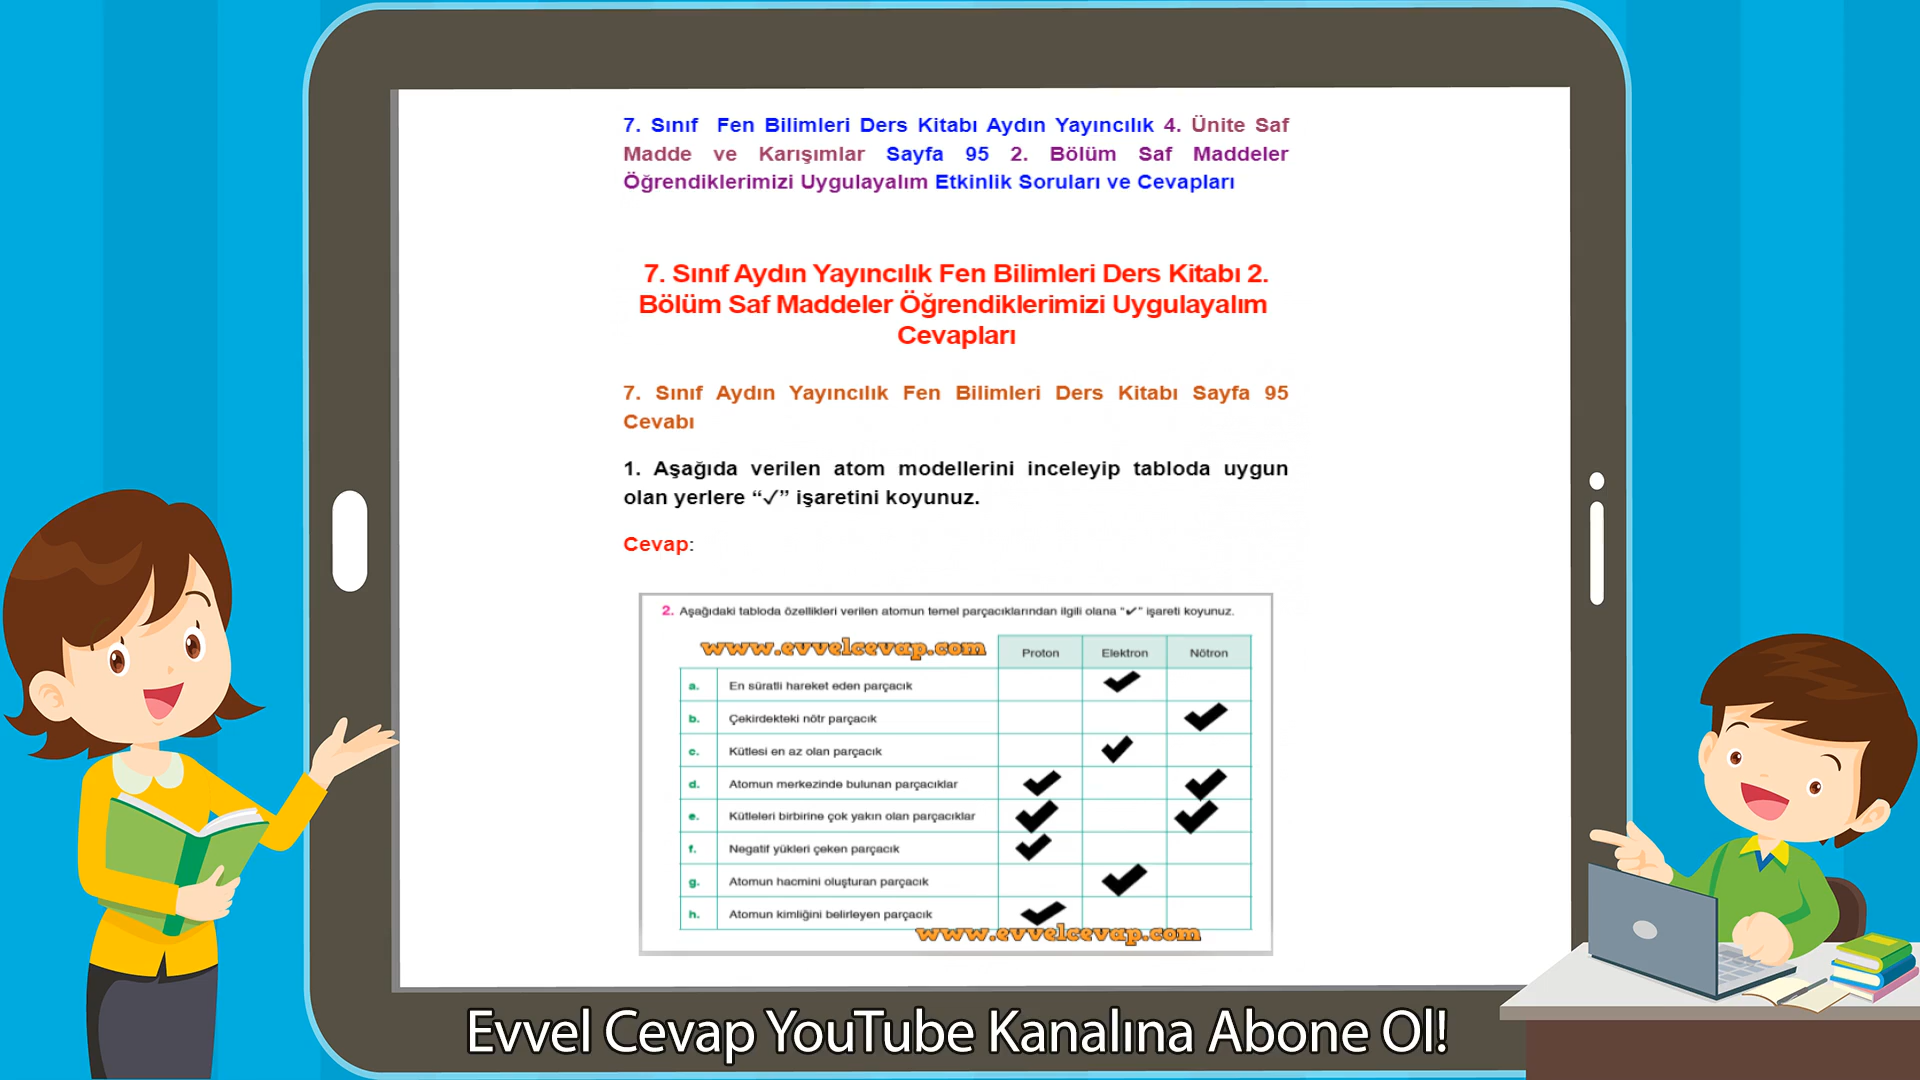 7. Sınıf Fen Bilimleri Ders Kitabı Aydın Yayıncılık 4. Ünite Saf
Madde ve Karışımlar Sayfa 95 2. Bölüm Saf Maddeler
Öğrendiklerimizi Uygulayalım Etkinlik Soruları ve Cevapları
7. Sınıf Aydın Yayıncılık Fen Bilimleri Ders Kitabı 2.
Bölüm Saf Maddeler Öğrendiklerimizi Uygulayalım
Cevapları
7. Sınıf Aydın Yayıncılık Fen Bilimleri Ders Kitabı Sayfa 95
Cevabı
1. Aşağıda verilen atom modellerini inceleyip tabloda uygun
olan yerlere “✓” işaretini koyunuz.
Cevap:
2. Aşağıdaki tabloda özellikleri verilen atomun temel parçacıklarından ilgili olana “✔” işareti koyunuz.
www.evvelcevap.com Proton Elektron Nötron
a. En süratli hareket eden parçacık ✔
b. Çekirdekteki nötr parçacık ✔
c. Kütlesi en az olan parçacık ✔
d. Atomun merkezinde bulunan parçacıklar ✔ ✔
e. Kütleleri birbirine çok yakın olan parçacıklar ✔ ✔
f. Negatif yükleri çeken parçacık ✔
g. Atomun hacmini oluşturan parçacık ✔
h. Atomun kimliğini belirleyen parçacık ✔
www.evvelcevap.com
Evvel Cevap YouTube Kanalına Abone Ol!